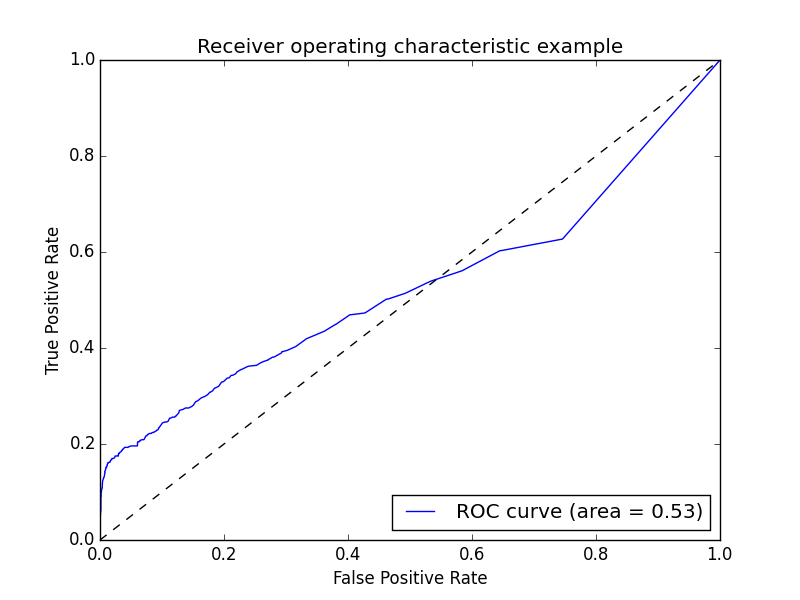 Receiver operating characteristic example
1.0
0.8
0.6
0.4
0.2
0.0
True Positive Rate
ROC curve (area = 0.53)
0.0 0.2 0.4 0.6 0.8 1.0
False Positive Rate